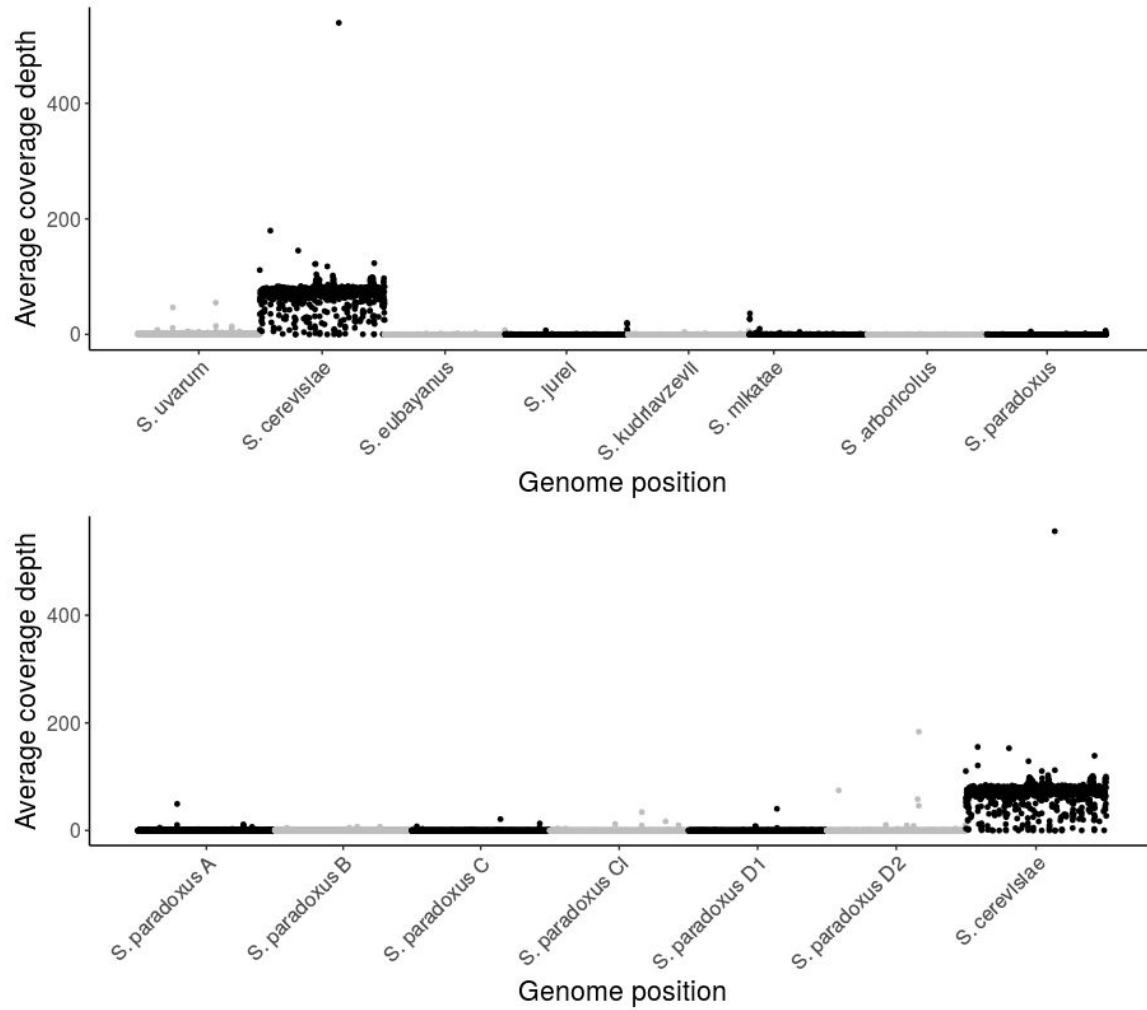 Average coverage depth
400
200
0
S. uvarum
S. cerevIsIae
S. eubayanus
S. jureI
S. kudrIavzevII
S. mIkatae
S .arborIcolus
S. paradoxus
Genome position
Average coverage depth
400
200
0
S. paradoxus A
S. paradoxus B
S. paradoxus C
S. paradoxus CI
S. paradoxus D1
S. paradoxus D2
S. cerevIsIae
Genome position